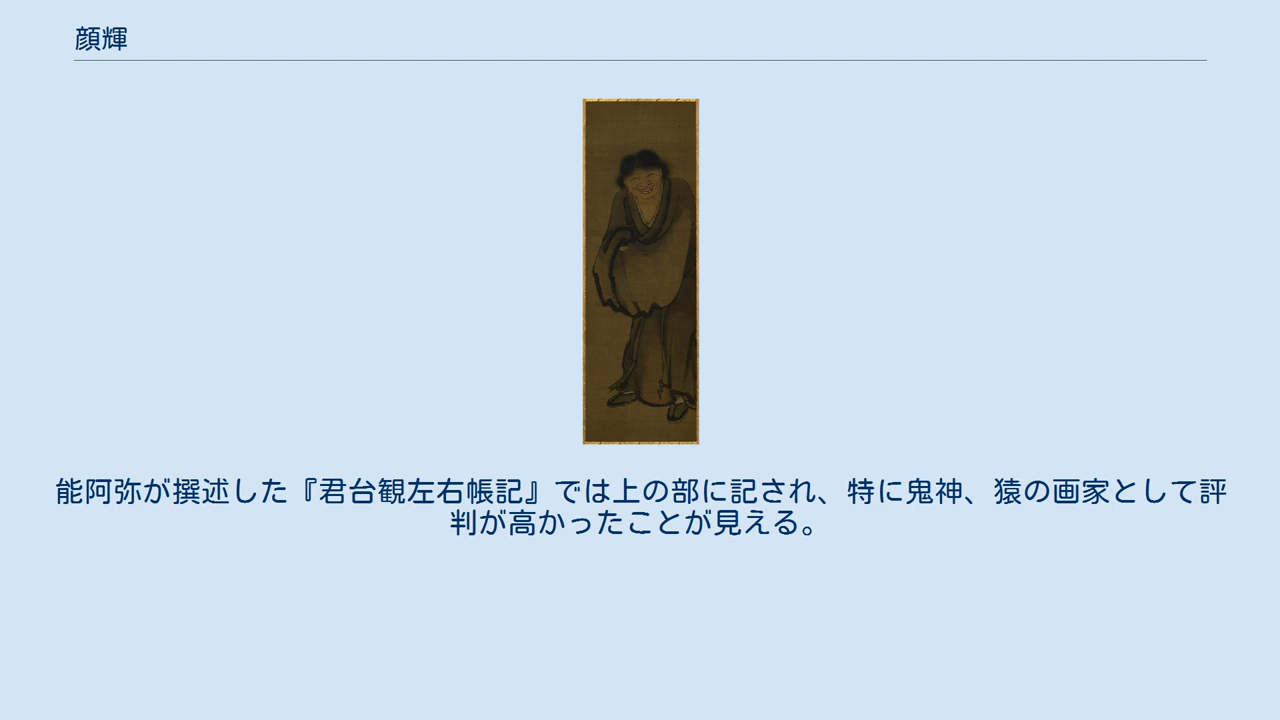 顔輝
能阿弥が撰述した『君台観左右帳記』では上の部に記され、特に鬼神、猿の画家として評
判が高かったことが見える。